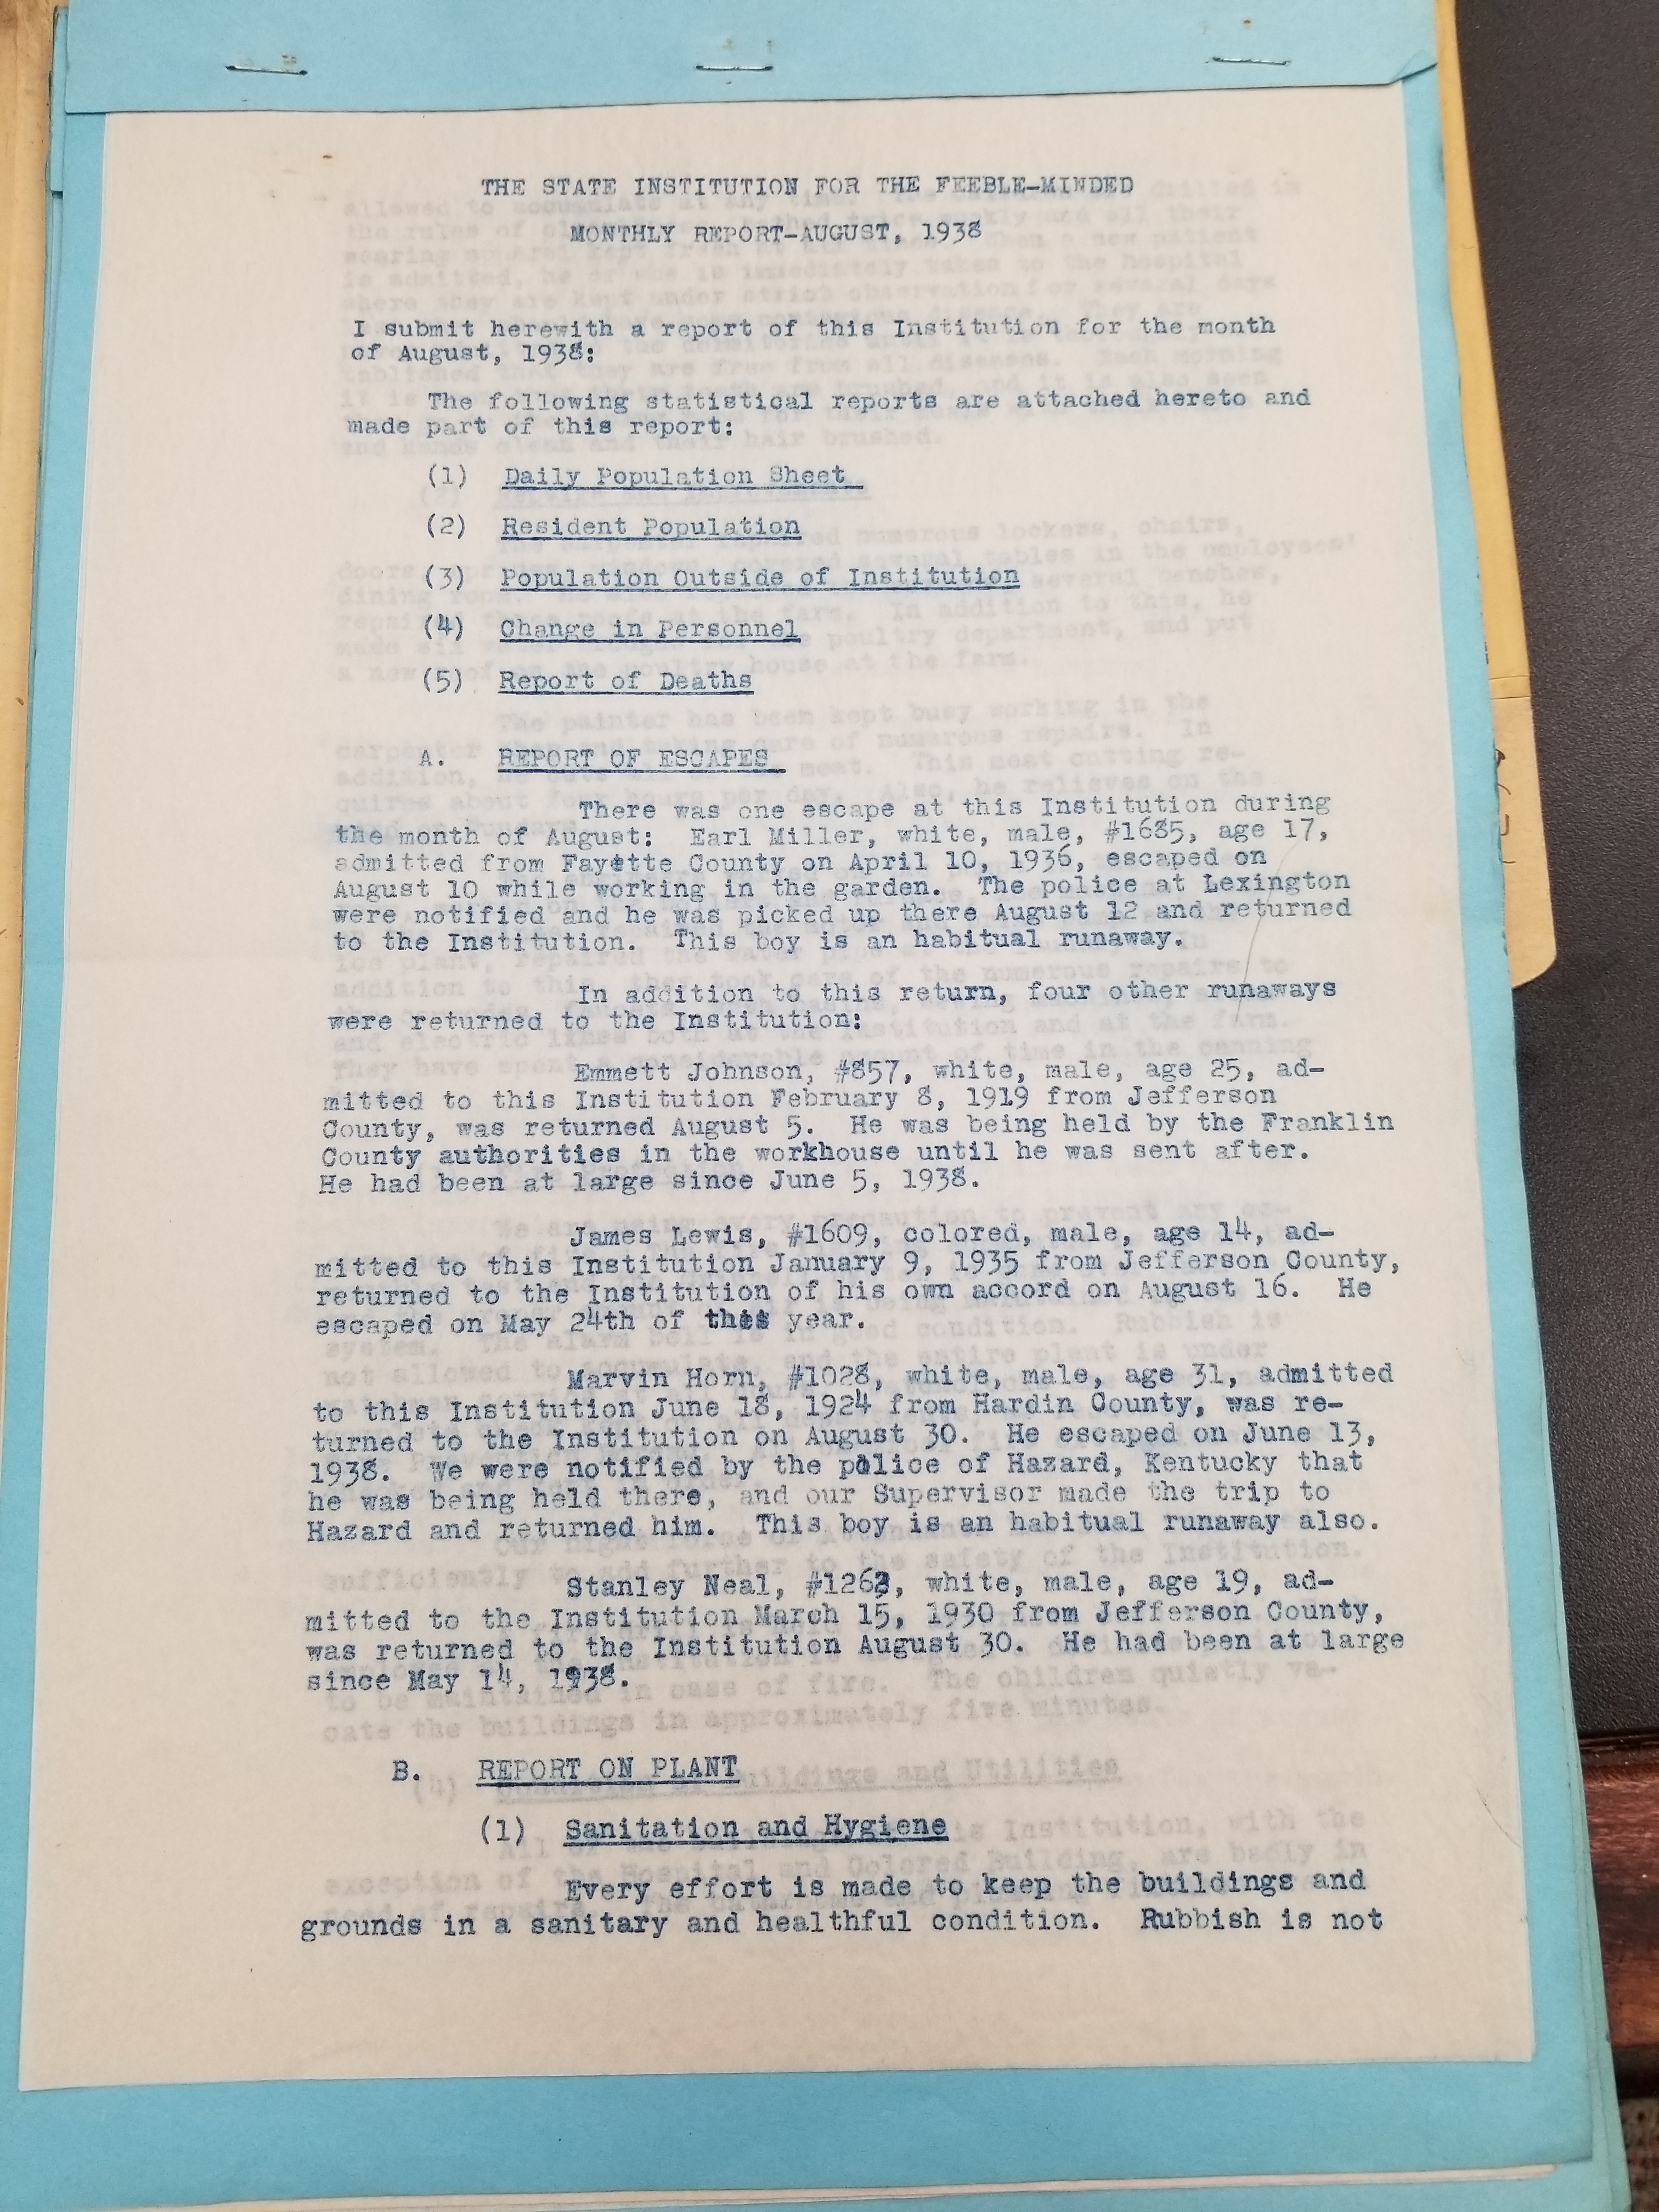 THE STATE INSTITUTION FOR THE FEEBLE-MINDED
MONTHLY REPORT-AUGUST, 1938
I submit herewith a report of this Institution for the month
of August, 1938:
The following statistical reports are attached hereto and
made part of this report:
(1) Daily Population Sheet
(2) Resident Population
(3) Population Outside of Institution
(4) Change in Personnel
(5) Report of Deaths
A. REPORT OF ESCAPES
There was one escape at this Institution during
the month of August: Earl Miller, white, male, #1685, age 17,
admitted from Fayette County on April 10, 1936, escaped on
August 10 while working in the garden. The police at Lexington
were notified and he was picked up there August 12 and returned
to the Institution. This boy is an habitual runaway.
In addition to this return, four other runaways
were returned to the Institution:
Emmett Johnson, #857, white, male, age 25, ad-
mitted to this Institution February 8, 1919 from Jefferson
County, was returned August 5. He was being held by the Franklin
County authorities in the workhouse until he was sent after.
He had been at large since June 5, 1938.
James Lewis, #1609, colored, male, age 14, ad-
mitted to this Institution January 9, 1935 from Jefferson County,
returned to the Institution of his own accord on August 16. He
escaped on May 24th of this year.
Marvin Horn, #1028, white, male, age 31, admitted
to this Institution June 18, 1924 from Hardin County, was re-
turned to the Institution on August 30. He escaped on June 13,
1938. We were notified by the police of Hazard, Kentucky that
he was being held there, and our Supervisor made the trip to
Hazard and returned him. This boy is an habitual runaway also.
Stanley Neal, #1263, white, male, age 19, ad-
mitted to the Institution March 15, 1930 from Jefferson County,
was returned to the Institution August 30. He had been at large
since May 14, 1938.
B. REPORT ON PLANT
(1) Sanitation and Hygiene
Every effort is made to keep the buildings and
grounds in a sanitary and healthful condition. Rubbish is not